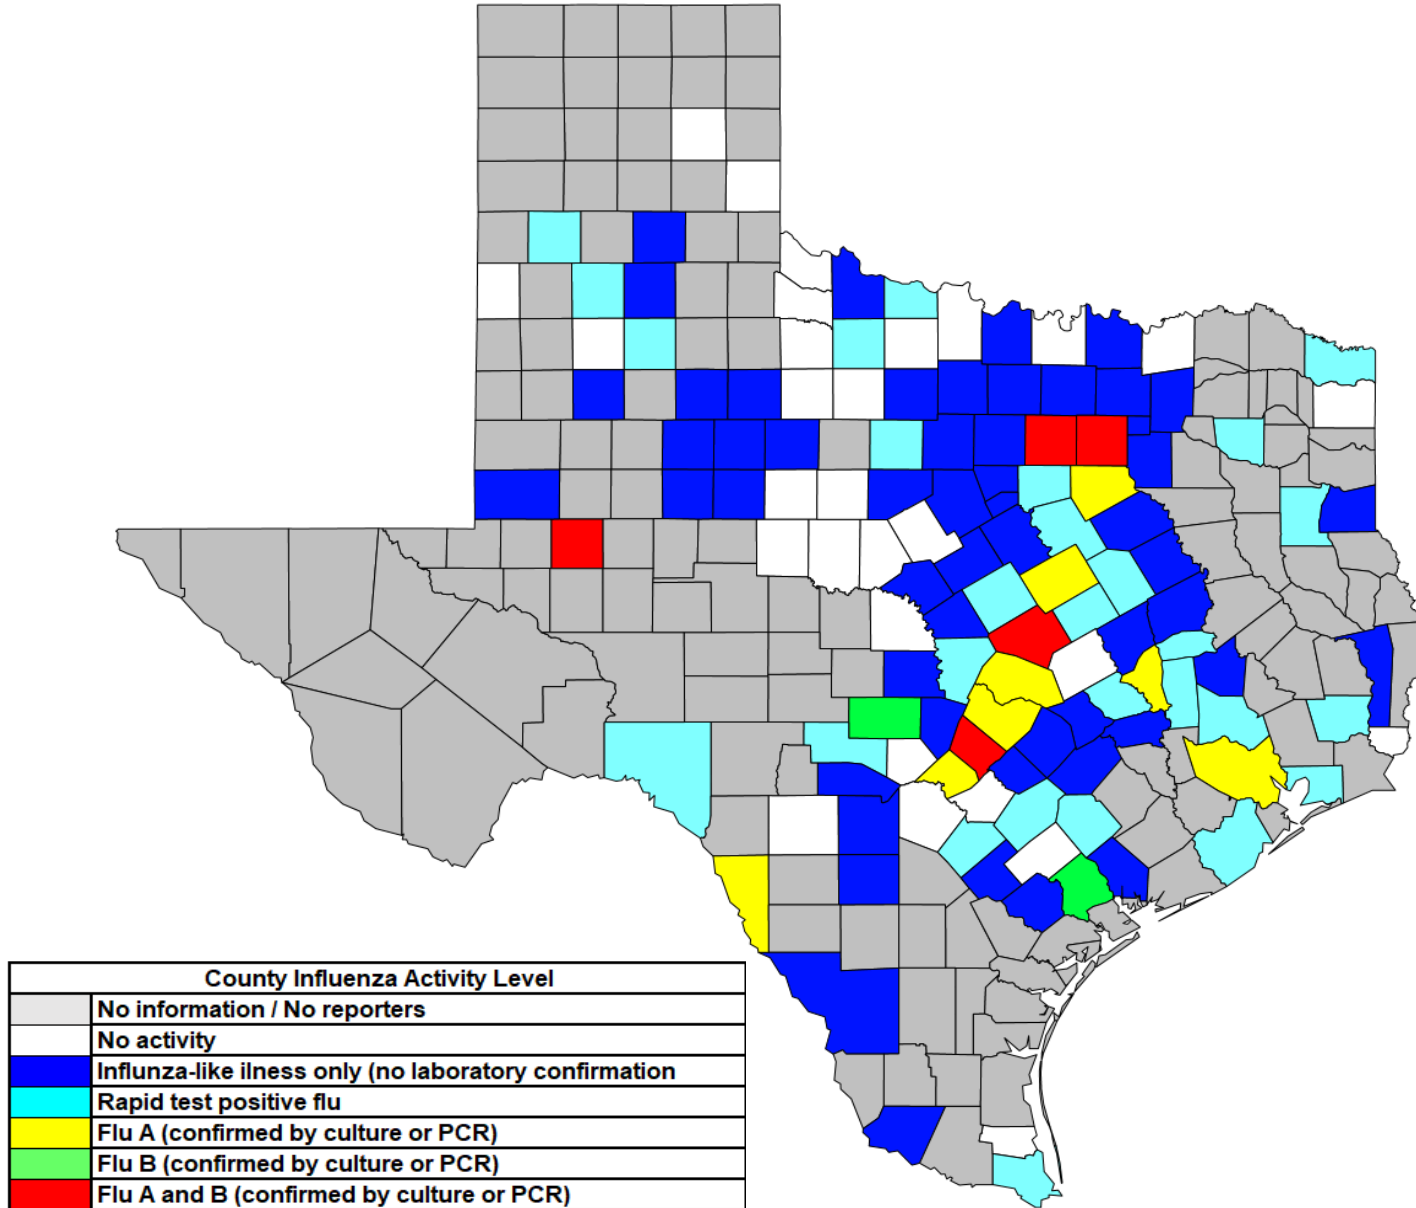 County Influenza Activity Level
No information / No reporters
No activity
Influnza-like ilness only (no laboratory confirmation
Rapid test positive flu
Flu A (confirmed by culture or PCR)
Flu B (confirmed by culture or PCR)
Flu A and B (confirmed by culture or PCR)